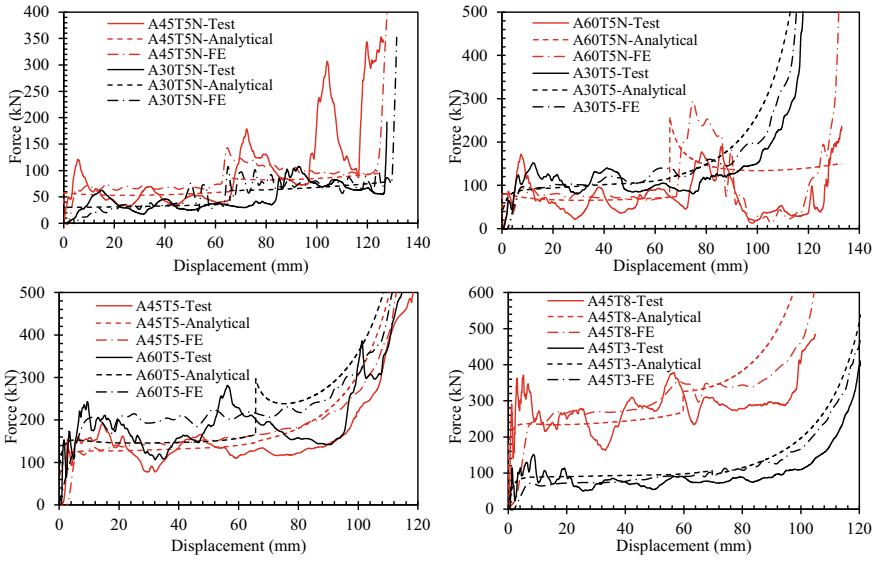 Force (kN)
400
350
300
250
200
150
100
50
0
A45T5N-Test
A45T5N-Analytical
A45T5N-FE
A30T5N-Test
A30T5N-Analytical
A30T5N-FE
0 20 40 60 80 100 120 140
Displacement (mm)
Force (kN)
500
400
300
200
100
0
A60T5N-Test
A60T5N-Analytical
A60T5N-FE
A30T5-Test
A30T5-Analytical
A30T5-FE
0 20 40 60 80 100 120 140
Displacement (mm)
Force (kN)
500
400
300
200
100
0
A45T5-Test
A45T5-Analytical
A45T5-FE
A60T5-Test
A60T5-Analytical
A60T5-FE
0 20 40 60 80 100 120
Displacement (mm)
Force (kN)
600
500
400
300
200
100
0
A45T8-Test
A45T8-Analytical
A45T8-FE
A45T3-Test
A45T3-Analytical
A45T3-FE
0 20 40 60 80 100 120
Displacement (mm)